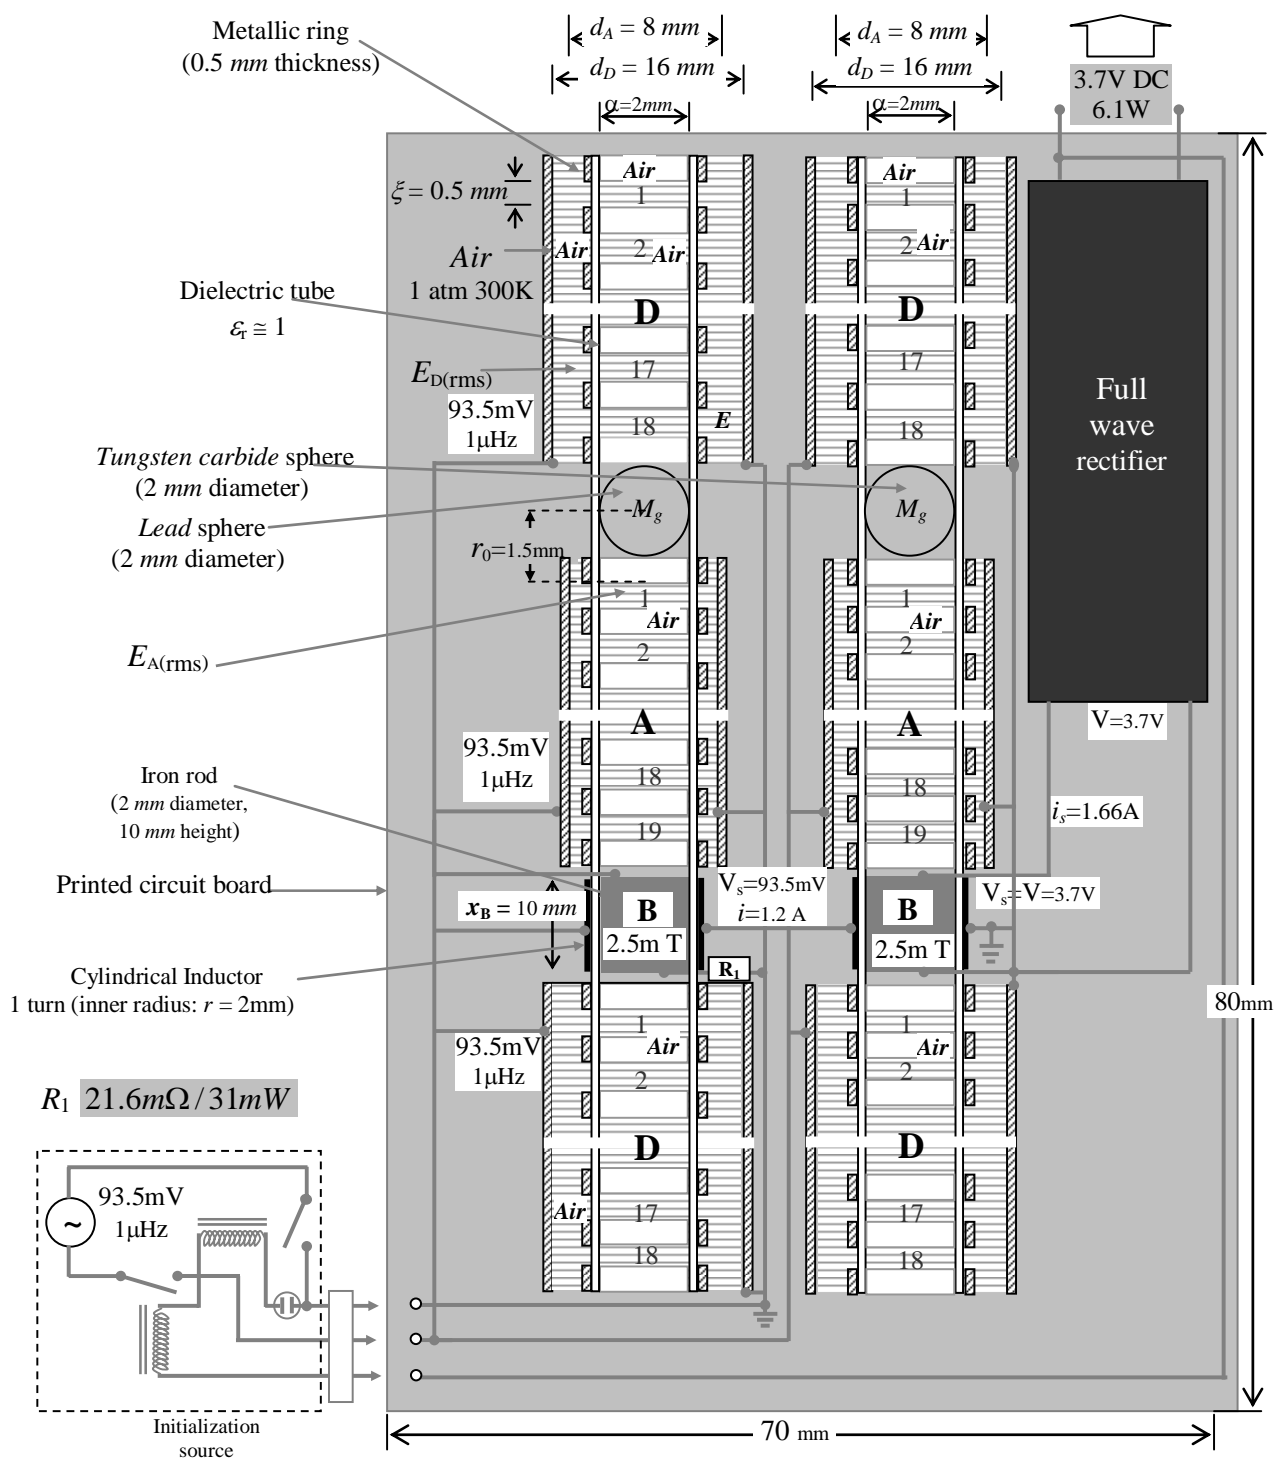 Metallic ring
(0.5 mm thickness)
d_A = 8 mm
d_A = 8 mm
d_D = 16 mm
d_D = 16 mm
α=2mm
α=2mm
3.7V DC
6.1W
Air
Air
ξ = 0.5 mm
1
1
Air
Air
1 atm 300K
2
Air
2
Air
Dielectric tube
ε_r ≅ 1
D
D
17
17
E_D(rms)
93.5mV
1μHz
18
E
18
Full
wave
rectifier
Tungsten carbide sphere
(2 mm diameter)
Lead sphere
(2 mm diameter)
M_g
M_g
r_0=1.5mm
1
Air
1
Air
E_A(rms)
2
2
A
A
V=3.7V
93.5mV
1μHz
18
18
Iron rod
(2 mm diameter,
10 mm height)
19
19
i_s=1.66A
Printed circuit board
x_B = 10 mm
B
2.5m T
V_s=93.5mV
i=1.2 A
B
2.5m T
V_s=V=3.7V
R_1
Cylindrical Inductor
1 turn (inner radius: r = 2mm)
80mm
93.5mV
1μHz
1
Air
1
Air
2
2
R_1 21.6mΩ / 31mW
D
D
93.5mV
1μHz
~
Air
17
17
18
18
Initialization
source
70 mm